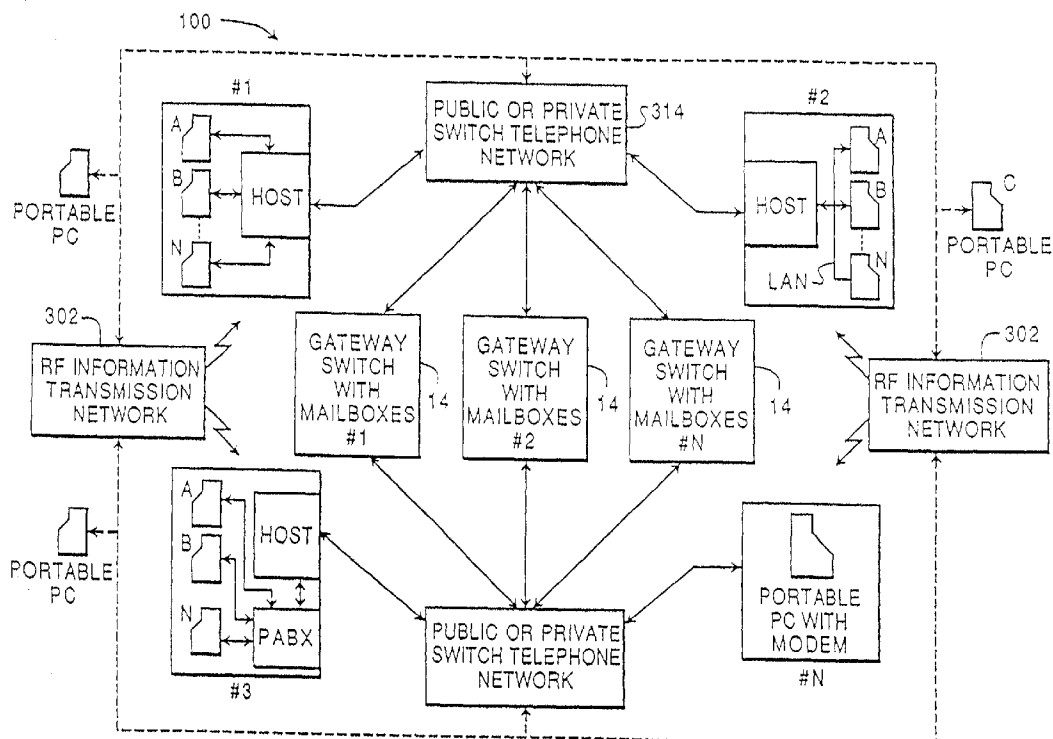 100
#1
A
B
N
HOST
PUBLIC OR PRIVATE
SWITCH TELEPHONE
NETWORK
314
#2
HOST
A
B
N
LAN
PORTABLE
PC
C
PORTABLE
PC
302
RF INFORMATION
TRANSMISSION
NETWORK
GATEWAY
SWITCH
WITH
MAILBOXES
#1
14
GATEWAY
SWITCH
WITH
MAILBOXES
#2
14
GATEWAY
SWITCH
WITH
MAILBOXES
#N
14
302
RF INFORMATION
TRANSMISSION
NETWORK
PORTABLE
PC
A
B
N
HOST
PABX
#3
PUBLIC OR PRIVATE
SWITCH TELEPHONE
NETWORK
PORTABLE
PC WITH
MODEM
#N